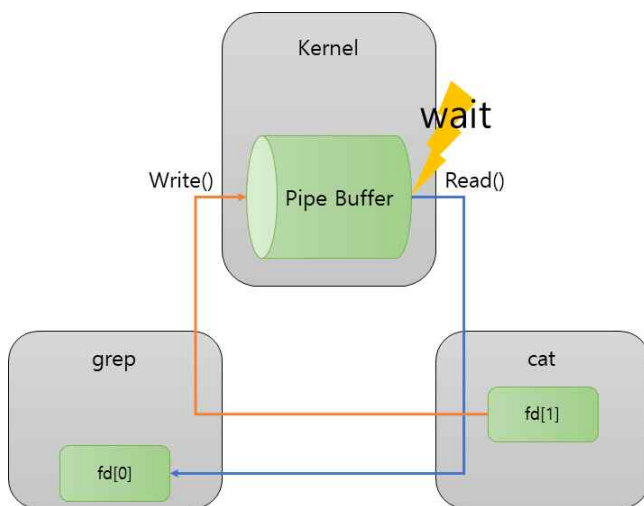 Kernel
wait
Write()
Pipe Buffer
Read()
grep
cat
fd[1]
fd[0]